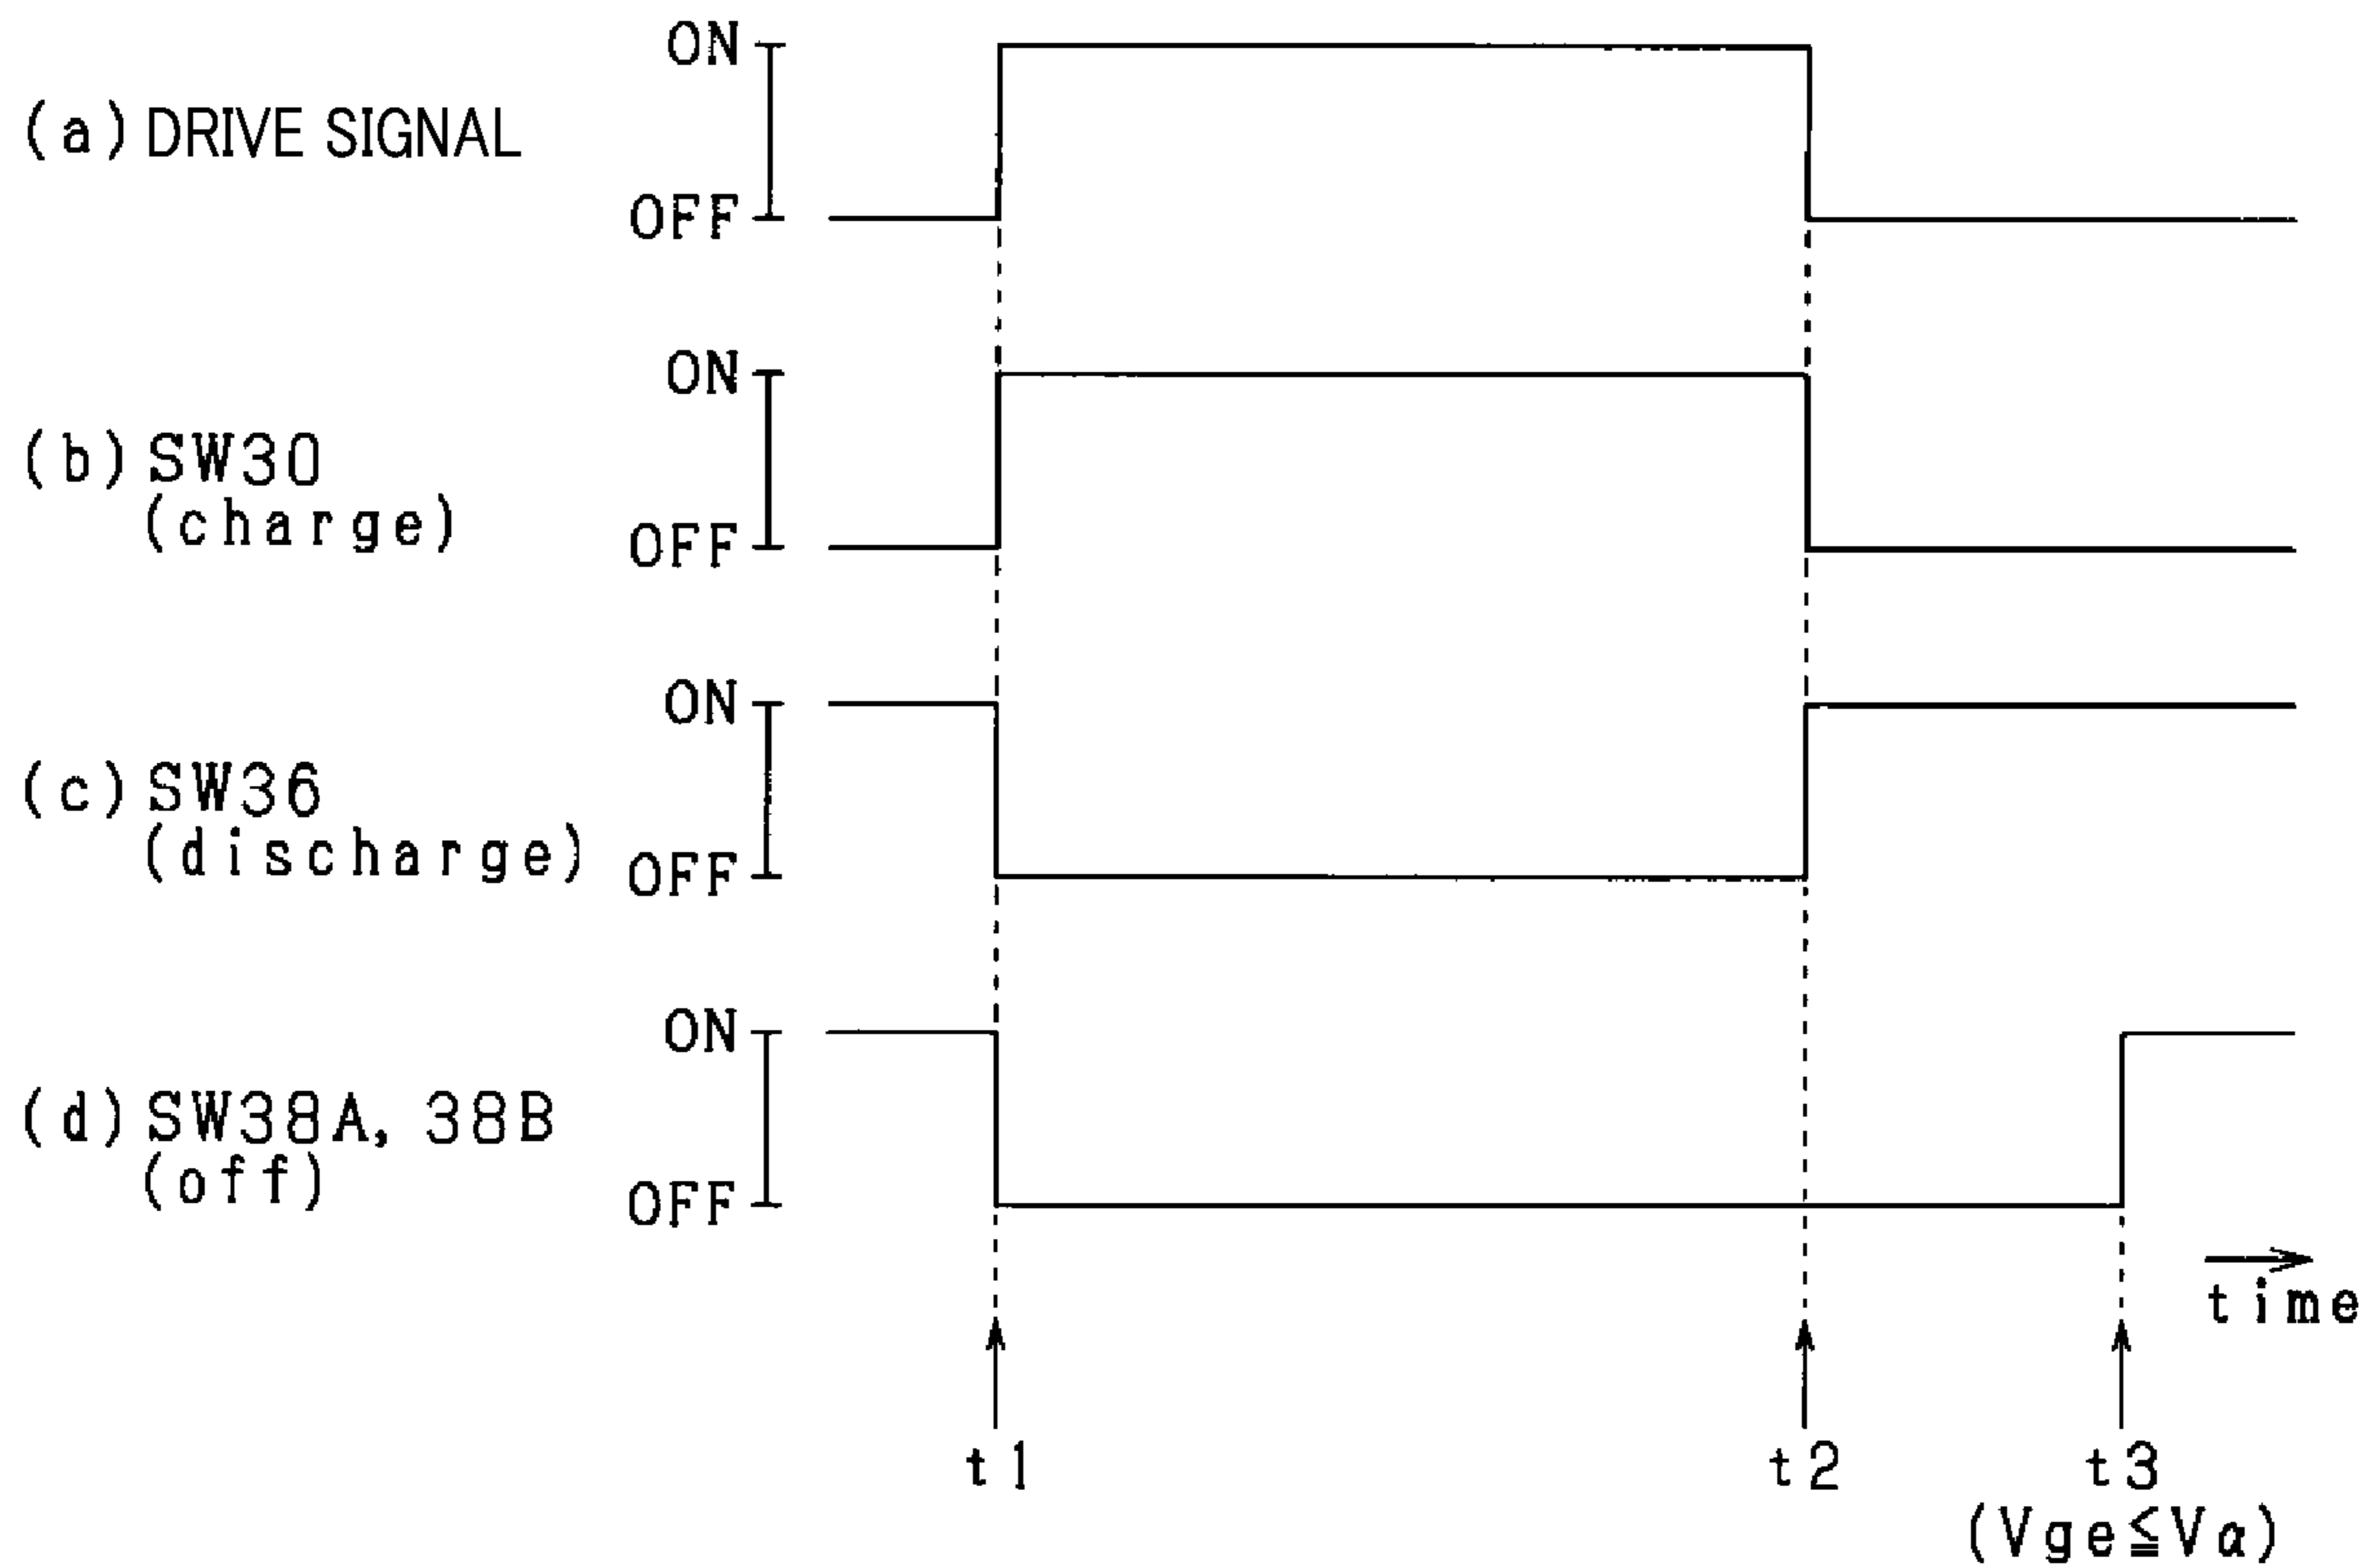 ON
(a) DRIVE SIGNAL
OFF
ON
(b) SW30
(charge)
OFF
ON
(c) SW36
(discharge)
OFF
ON
(d) SW38A, 38B
(off)
OFF
time
t1 t2 t3
(Vge≦Vα)